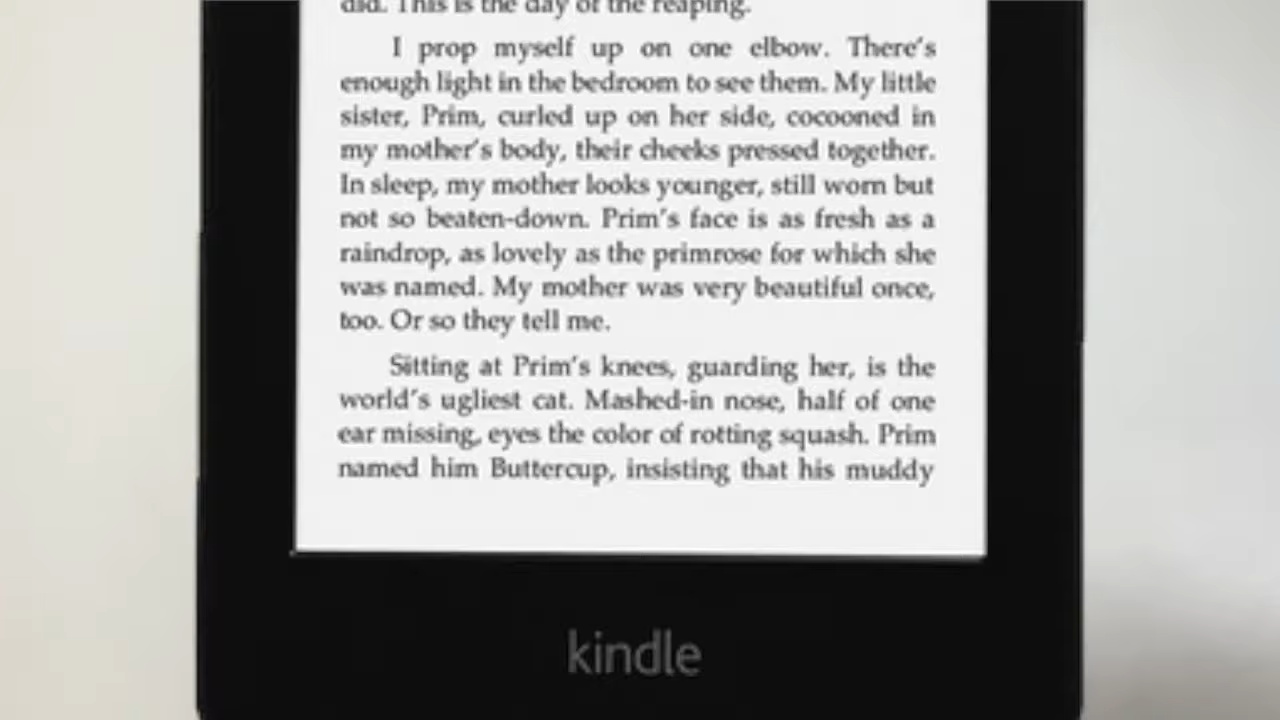 did. This is the day of the reaping.
I prop myself up on one elbow. There's
enough light in the bedroom to see them. My little
sister, Prim, curled up on her side, cocooned in
my mother's body, their cheeks pressed together.
In sleep, my mother looks younger, still worn but
not so beaten-down. Prim's face is as fresh as a
raindrop, as lovely as the primrose for which she
was named. My mother was very beautiful once,
too. Or so they tell me.
Sitting at Prim's knees, guarding her, is the
world's ugliest cat. Mashed-in nose, half of one
ear missing, eyes the color of rotting squash. Prim
named him Buttercup, insisting that his muddy
kindle